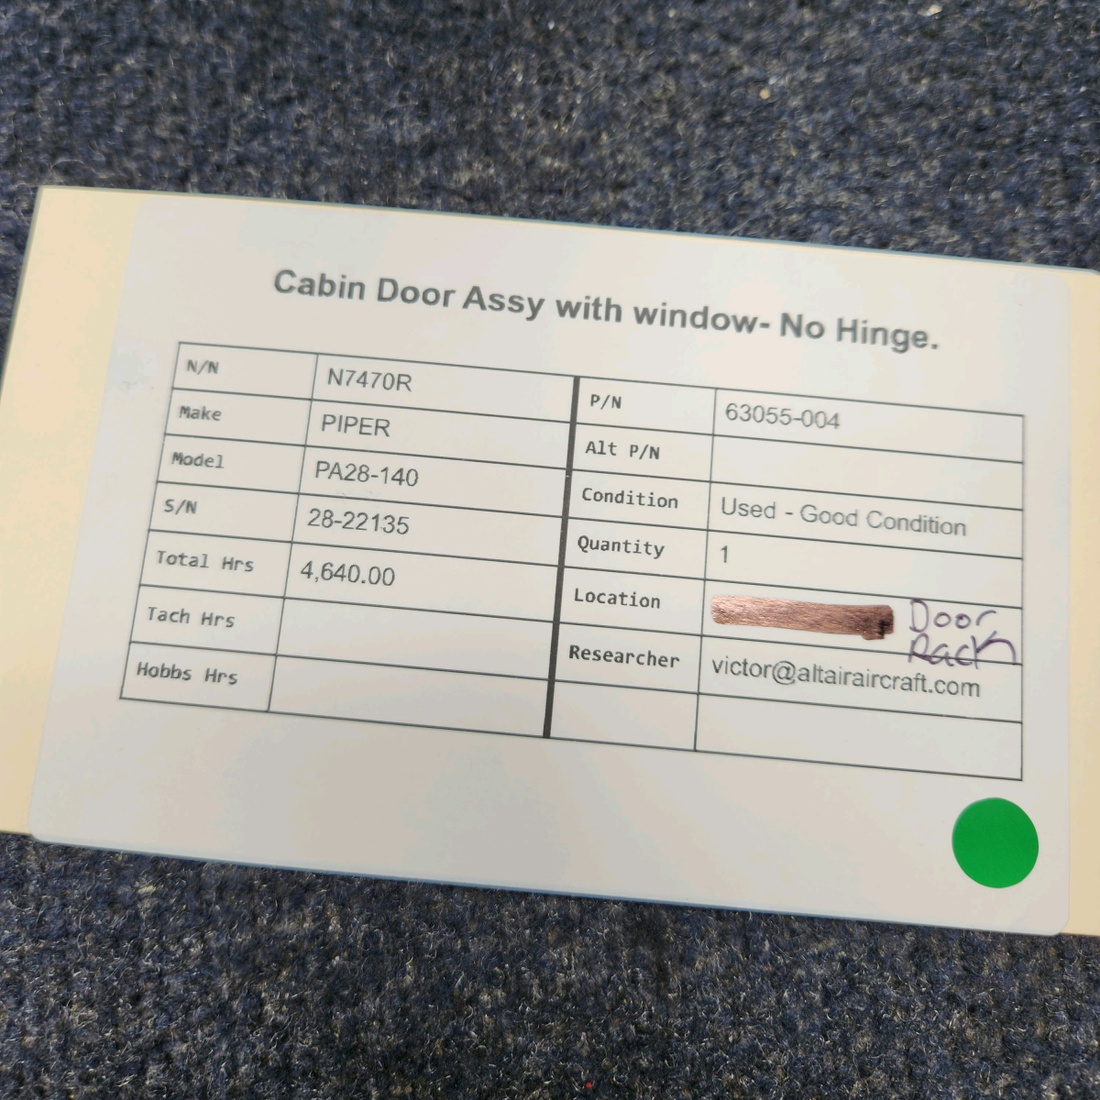 Cabin Door Assy with window- No Hinge.
N/N N7470R
Make PIPER
Model PA28-140
S/N 28-22135
Total Hrs 4,640.00
Tach Hrs
Hobbs Hrs
P/N 63055-004
Alt P/N
Condition Used - Good Condition
Quantity 1
Location Door
Rack
Researcher victor@altairaircraft.com